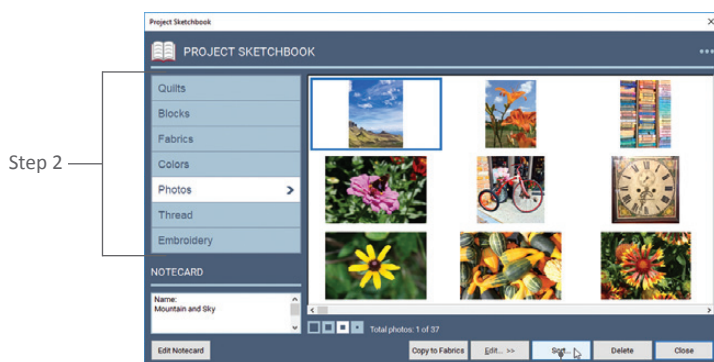 Project Sketchbook
PROJECT SKETCHBOOK
Step 2
Quilts
Blocks
Fabrics
Colors
Photos
Thread
Embroidery
NOTECARD
Name:
Mountain and Sky
Total photos: 1 of 37
Edit Notecard
Copy to Fabrics
Edit... >>
Sort...
Delete
Close